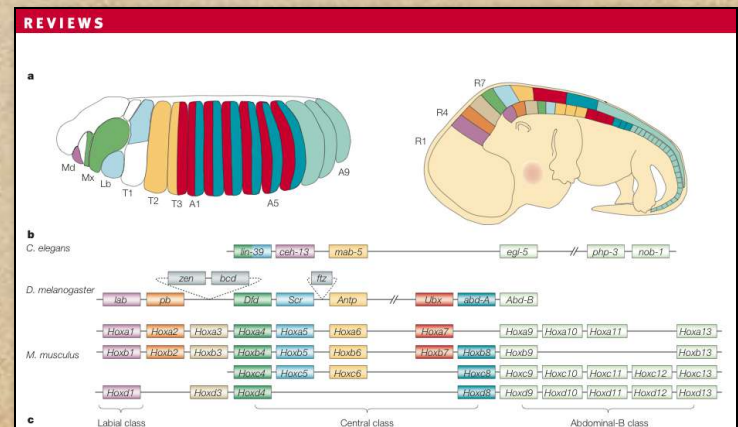 REVIEWS
a
R7
R4
R1
Md
Mx
Lb
T1
T2
T3
A1
A5
A9
b
C. elegans
lin-39 ceh-13 mab-5 egl-5 // php-3 nob-1
zen bcd ftz
D. melanogaster
lab pb Dfd Scr Antp // Ubx abd-A Abd-B
Hoxa1 Hoxa2 Hoxa3 Hoxa4 Hoxa5 Hoxa6 Hoxa7 Hoxa9 Hoxa10 Hoxa11 Hoxa13
M. musculus
Hoxb1 Hoxb2 Hoxb3 Hoxb4 Hoxb5 Hoxb6 Hoxb7 Hoxb8 Hoxb9 Hoxb13
Hoxc4 Hoxc5 Hoxc6 Hoxc8 Hoxc9 Hoxc10 Hoxc11 Hoxc12 Hoxc13
Hoxd1 Hoxd3 Hoxd4 Hoxd8 Hoxd9 Hoxd10 Hoxd11 Hoxd12 Hoxd13
c
Labial class Central class Abdominal-B class